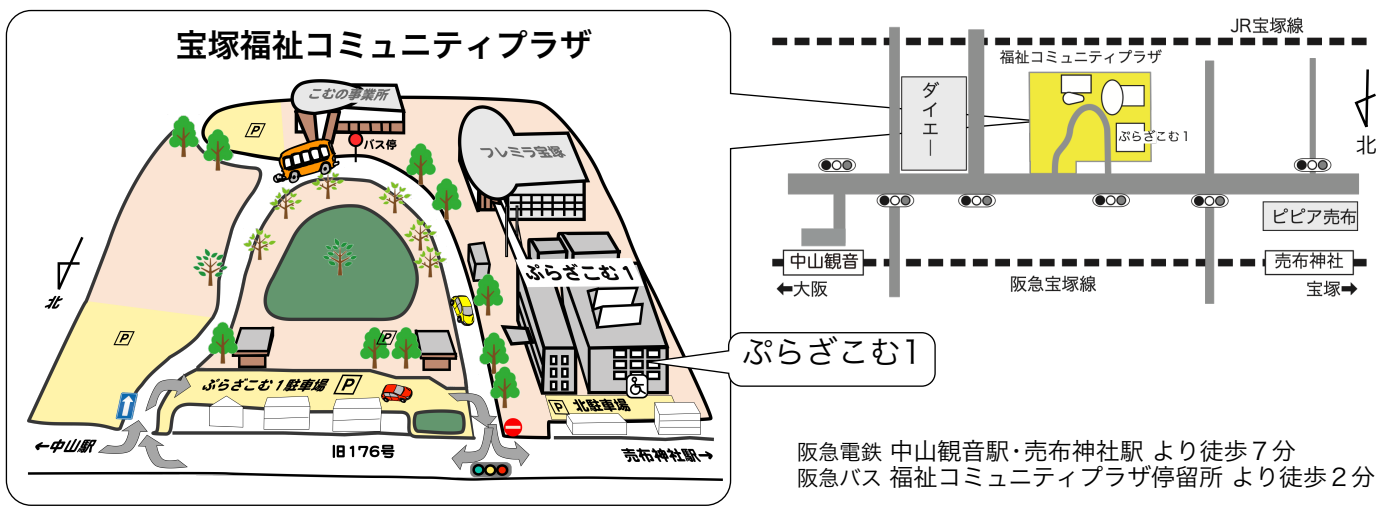 宝塚福祉コミュニティプラザ
こむの事業所
P
バス停
フレミラ宝塚
北
ぷらざこむ1
P
P
ぷらざこむ1駐車場 P
P 北駐車場
←中山駅
旧176号
売布神社駅→
ぷらざこむ1
JR宝塚線
福祉コミュニティプラザ
ダイエー
ぷらざこむ1
北
ピピア売布
中山観音
売布神社
←大阪
阪急宝塚線
宝塚→
阪急電鉄 中山観音駅・売布神社駅 より徒歩7分
阪急バス 福祉コミュニティプラザ停留所 より徒歩2分